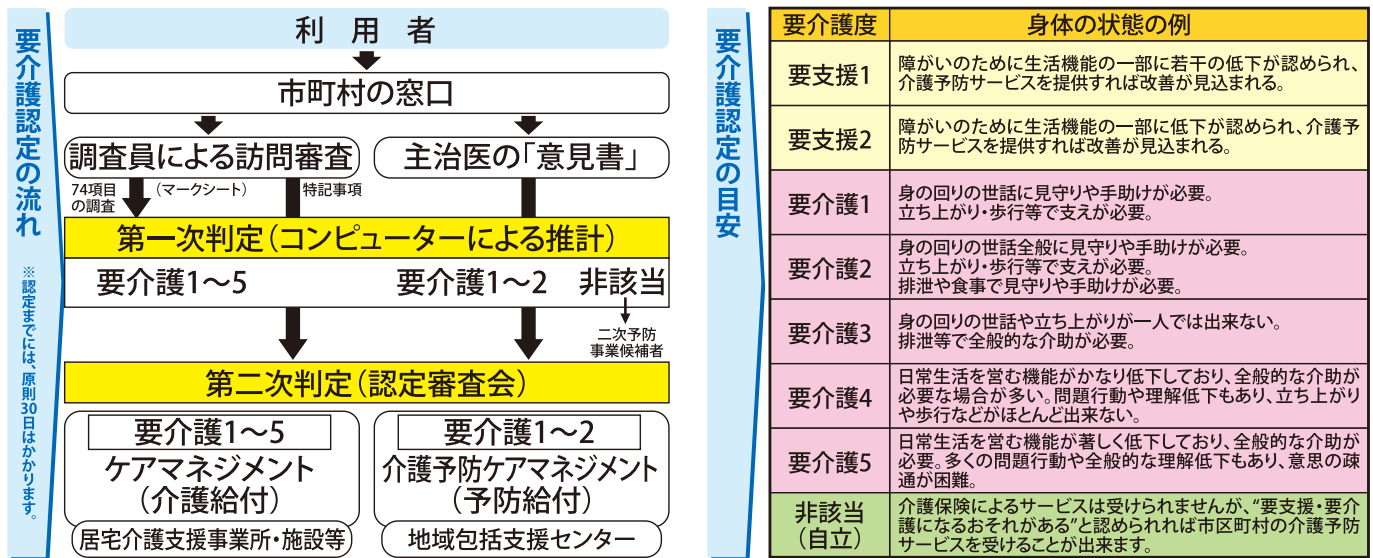 要介護認定の流れ
※認定までには、原則30日はかかります。
利用者
市町村の窓口
調査員による訪問審査
主治医の「意見書」
74項目
の調査
(マークシート)
特記事項
第一次判定(コンピューターによる推計)
要介護1〜5
要介護1〜2
非該当
二次予防
事業候補者
第二次判定(認定審査会)
要介護1〜5
ケアマネジメント
(介護給付)
居宅介護支援事業所・施設等
要介護1〜2
介護予防ケアマネジメント
(予防給付)
地域包括支援センター
要介護認定の目安
要介護度
身体の状態の例
要支援1
障がいのために生活機能の一部に若干の低下が認められ、
介護予防サービスを提供すれば改善が見込まれる。
要支援2
障がいのために生活機能の一部に低下が認められ、介護予
防サービスを提供すれば改善が見込まれる。
要介護1
身の回りの世話に見守りや手助けが必要。
立ち上がり・歩行等で支えが必要。
要介護2
身の回りの世話全般に見守りや手助けが必要。
立ち上がり・歩行等で支えが必要。
排泄や食事で見守りや手助けが必要。
要介護3
身の回りの世話や立ち上がりが一人では出来ない。
排泄等で全般的な介助が必要。
要介護4
日常生活を営む機能がかなり低下しており、全般的な介助が
必要な場合が多い。問題行動や理解低下もあり、立ち上がり
や歩行などがほとんど出来ない。
要介護5
日常生活を営む機能が著しく低下しており、全般的な介助が
必要。多くの問題行動や全般的な理解低下もあり、意思の疎
通が困難。
非該当
(自立)
介護保険によるサービスは受けられませんが、“要支援・要介
護になるおそれがある”と認められれば市区町村の介護予防
サービスを受けることが出来ます。